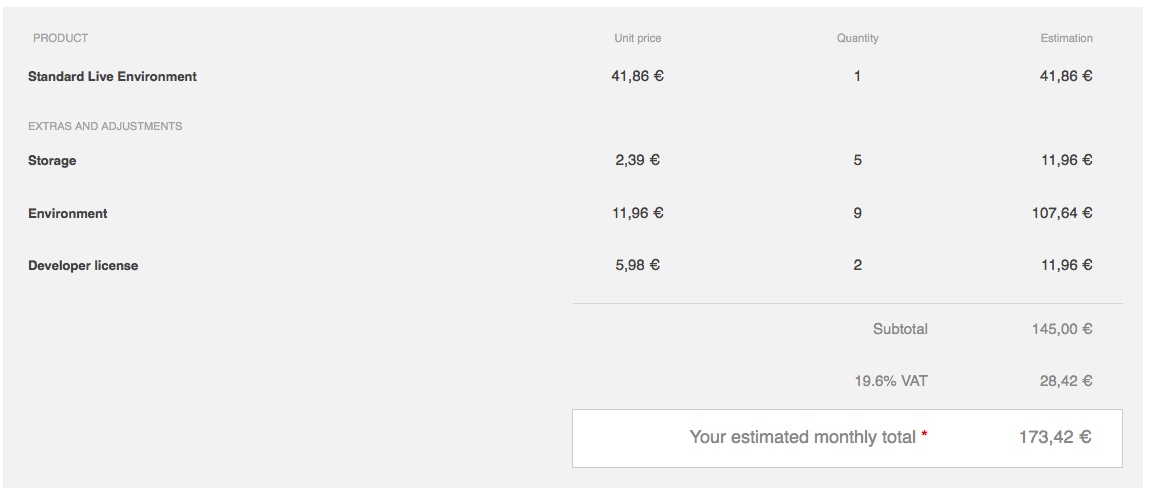 PRODUCT Unit price Quantity Estimation
Standard Live Environment 41,86 € 1 41,86 €
EXTRAS AND ADJUSTMENTS
Storage 2,39 € 5 11,96 €
Environment 11,96 € 9 107,64 €
Developer license 5,98 € 2 11,96 €
Subtotal 145,00 €
19.6% VAT 28,42 €
Your estimated monthly total * 173,42 €